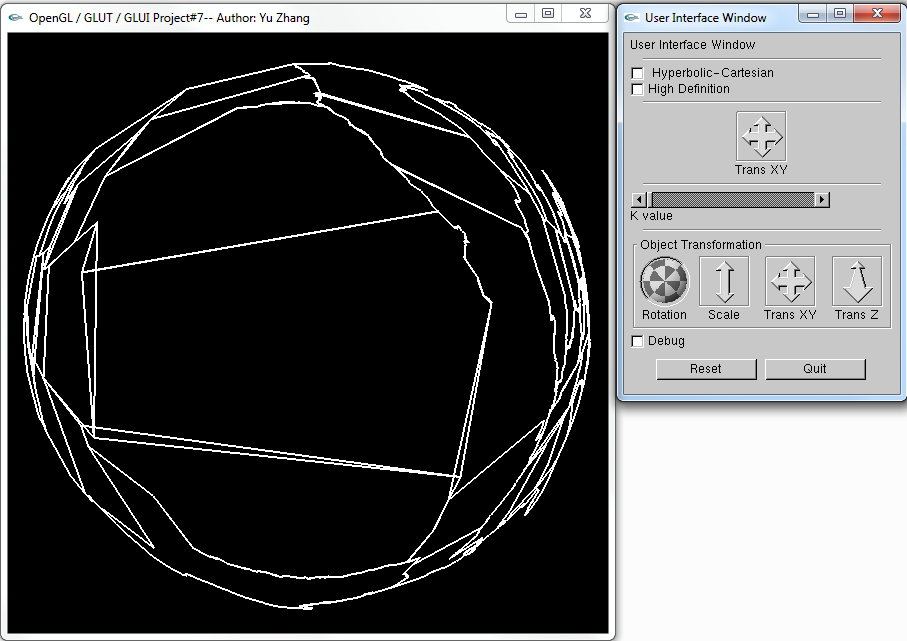 OpenGL / GLUT / GLUI Project#7-- Author: Yu Zhang
User Interface Window
User Interface Window
Hyperbolic-Cartesian
High Definition
Trans XY
K value
Object Transformation
Rotation Scale Trans XY Trans Z
Debug
Reset Quit